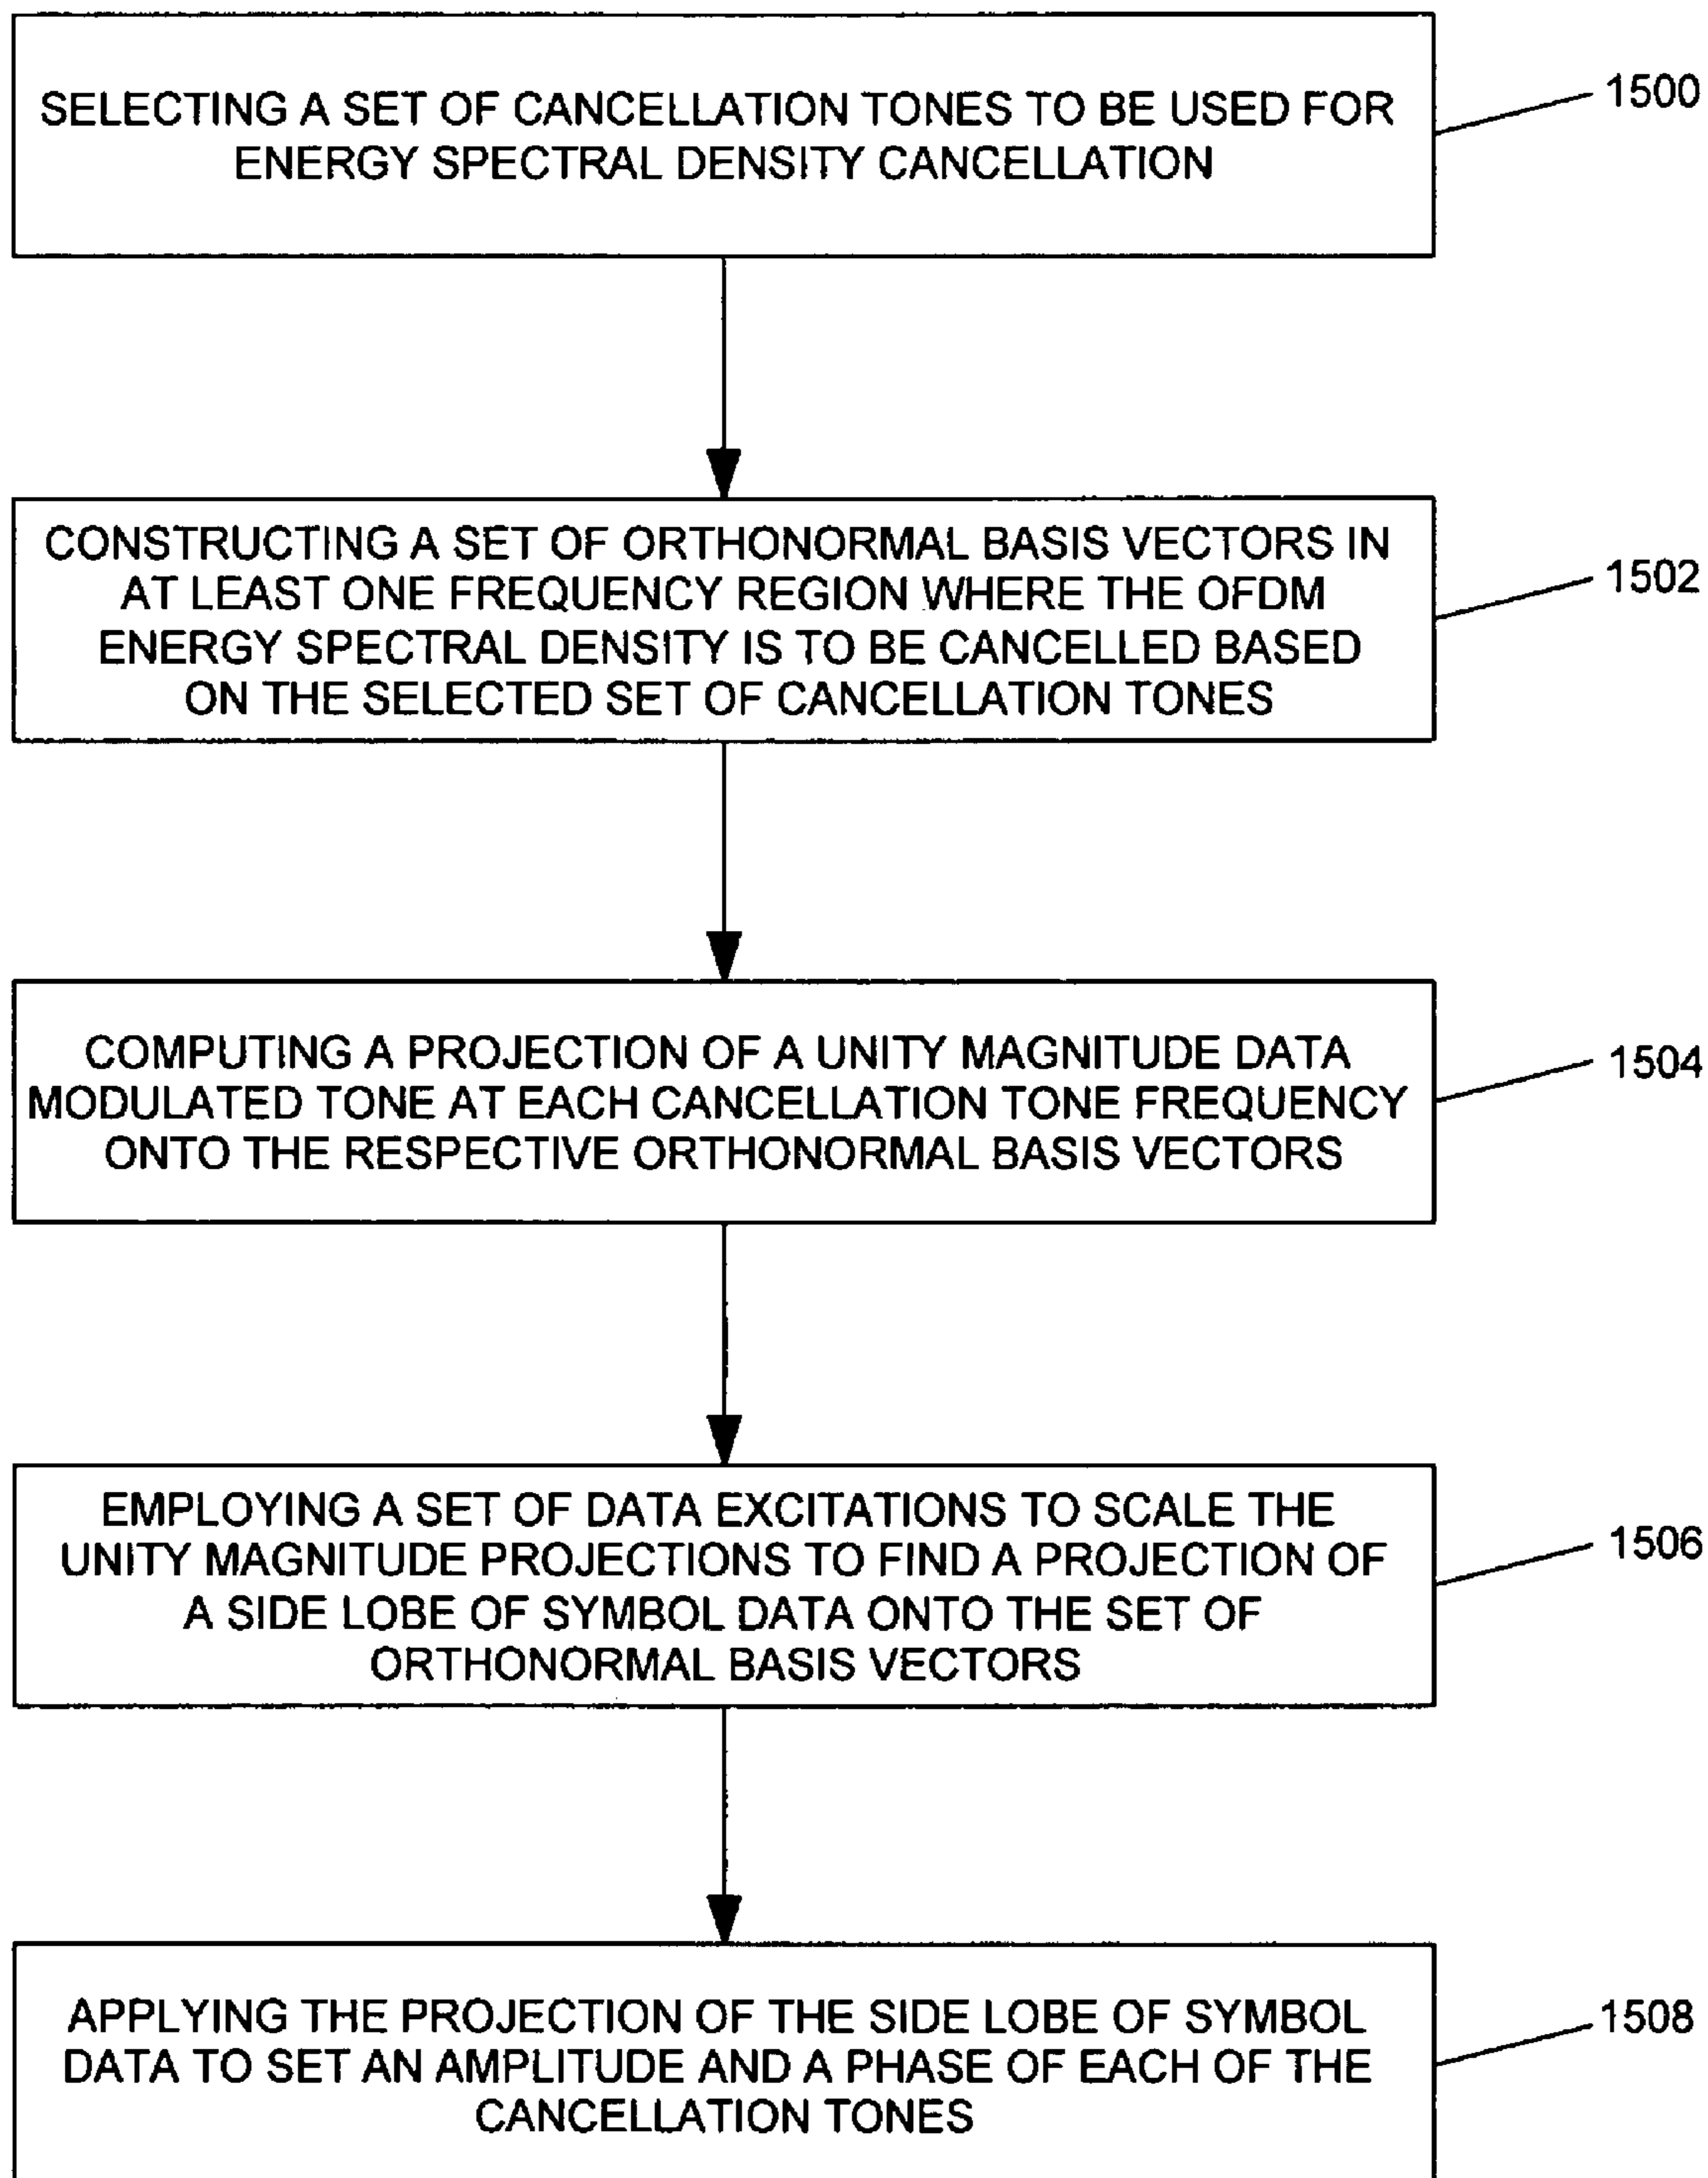 SELECTING A SET OF CANCELLATION TONES TO BE USED FOR
ENERGY SPECTRAL DENSITY CANCELLATION
1500
CONSTRUCTING A SET OF ORTHONORMAL BASIS VECTORS IN
AT LEAST ONE FREQUENCY REGION WHERE THE OFDM
ENERGY SPECTRAL DENSITY IS TO BE CANCELLED BASED
ON THE SELECTED SET OF CANCELLATION TONES
1502
COMPUTING A PROJECTION OF A UNITY MAGNITUDE DATA
MODULATED TONE AT EACH CANCELLATION TONE FREQUENCY
ONTO THE RESPECTIVE ORTHONORMAL BASIS VECTORS
1504
EMPLOYING A SET OF DATA EXCITATIONS TO SCALE THE
UNITY MAGNITUDE PROJECTIONS TO FIND A PROJECTION OF
A SIDE LOBE OF SYMBOL DATA ONTO THE SET OF
ORTHONORMAL BASIS VECTORS
1506
APPLYING THE PROJECTION OF THE SIDE LOBE OF SYMBOL
DATA TO SET AN AMPLITUDE AND A PHASE OF EACH OF THE
CANCELLATION TONES
1508